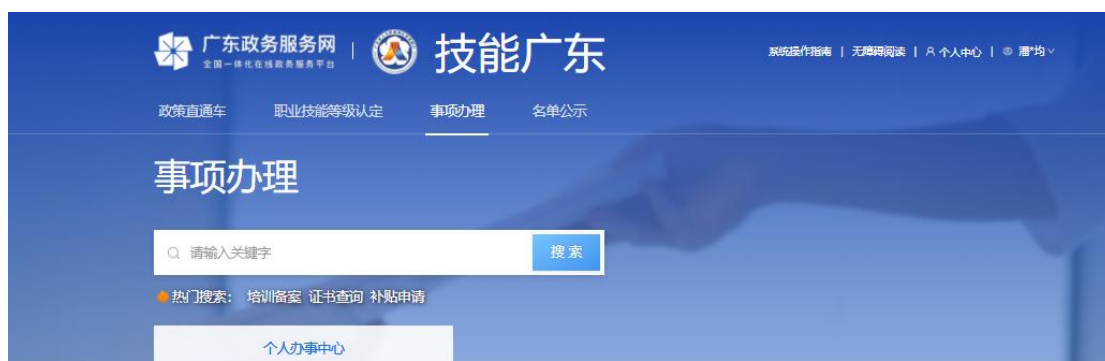 广东政务服务网
全国一体化在线政务服务平台
技能广东
系统操作指南 | 无障碍阅读 | 个人中心 | 潘*均
政策直通车 职业技能等级认定 事项办理 名单公示
事项办理
请输入关键字 搜索
热门搜索： 培训备案 证书查询 补贴申请
个人办事中心